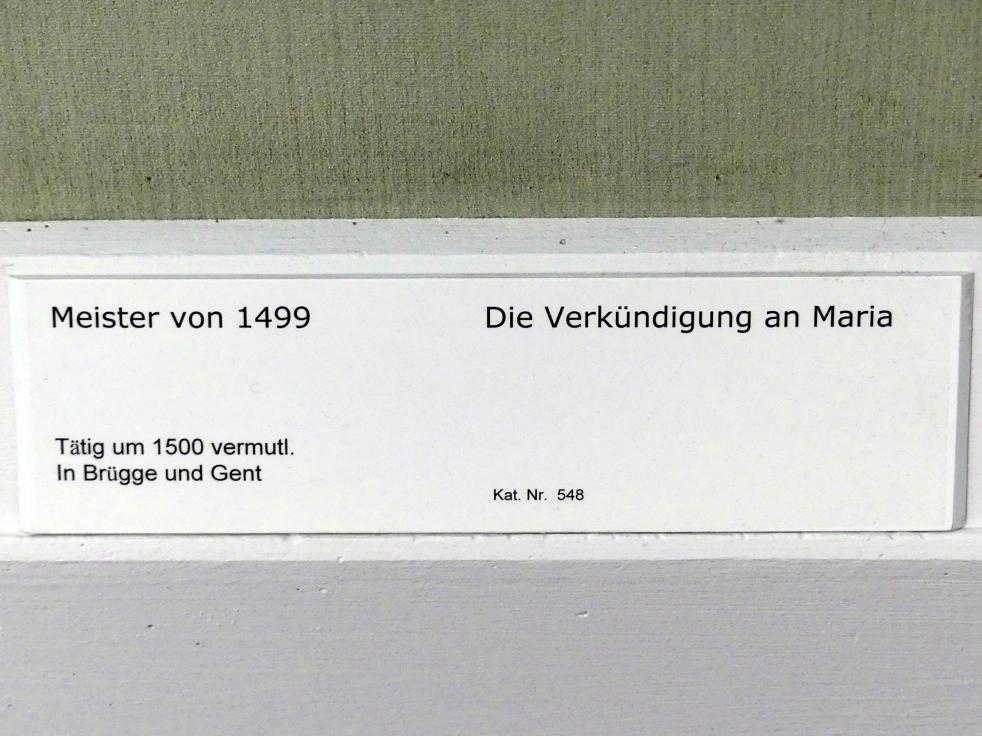 Meister von 1499
Die Verkündigung an Maria
Tätig um 1500 vermutl.
In Brügge und Gent
Kat. Nr. 548